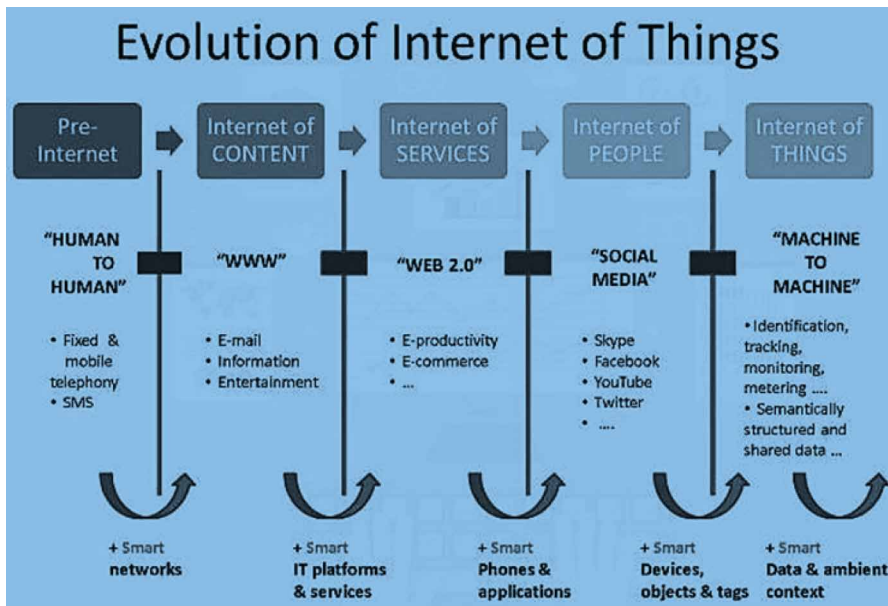 Evolution of Internet of Things
Pre-
Internet
Internet of
CONTENT
Internet of
SERVICES
Internet of
PEOPLE
Internet of
THINGS
“HUMAN
TO
HUMAN”
• Fixed &
mobile
telephony
• SMS
“WWW”
• E-mail
• Information
• Entertainment
“WEB 2.0”
• E-productivity
• E-commerce
• ...
“SOCIAL
MEDIA”
• Skype
• Facebook
• YouTube
• Twitter
• ....
“MACHINE
TO
MACHINE”
• Identification,
tracking,
monitoring,
metering ....
• Semantically
structured and
shared data ...
+ Smart
networks
+ Smart
IT platforms
& services
+ Smart
Phones &
applications
+ Smart
Devices,
objects & tags
+ Smart
Data & ambient
context